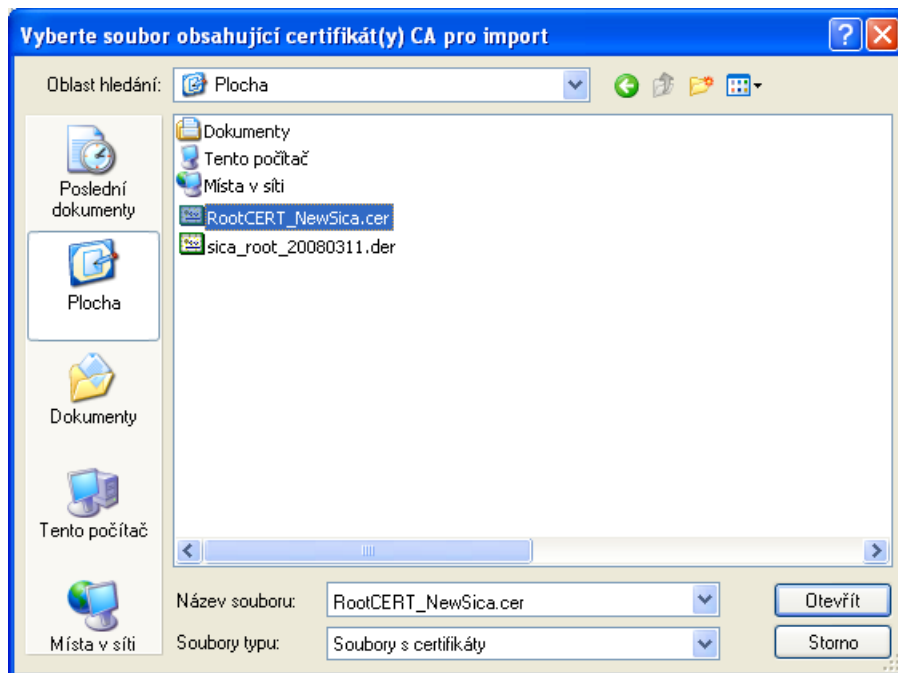 Vyberte soubor obsahující certifikát(y) CA pro import
Oblast hledání:
Plocha
Poslední
dokumenty
Plocha
Dokumenty
Tento počítač
Místa v síti
Dokumenty
Tento počítač
Místa v síti
RootCERT_NewSica.cer
sica_root_20080311.der
Název souboru:
RootCERT_NewSica.cer
Otevřít
Soubory typu:
Soubory s certifikáty
Storno